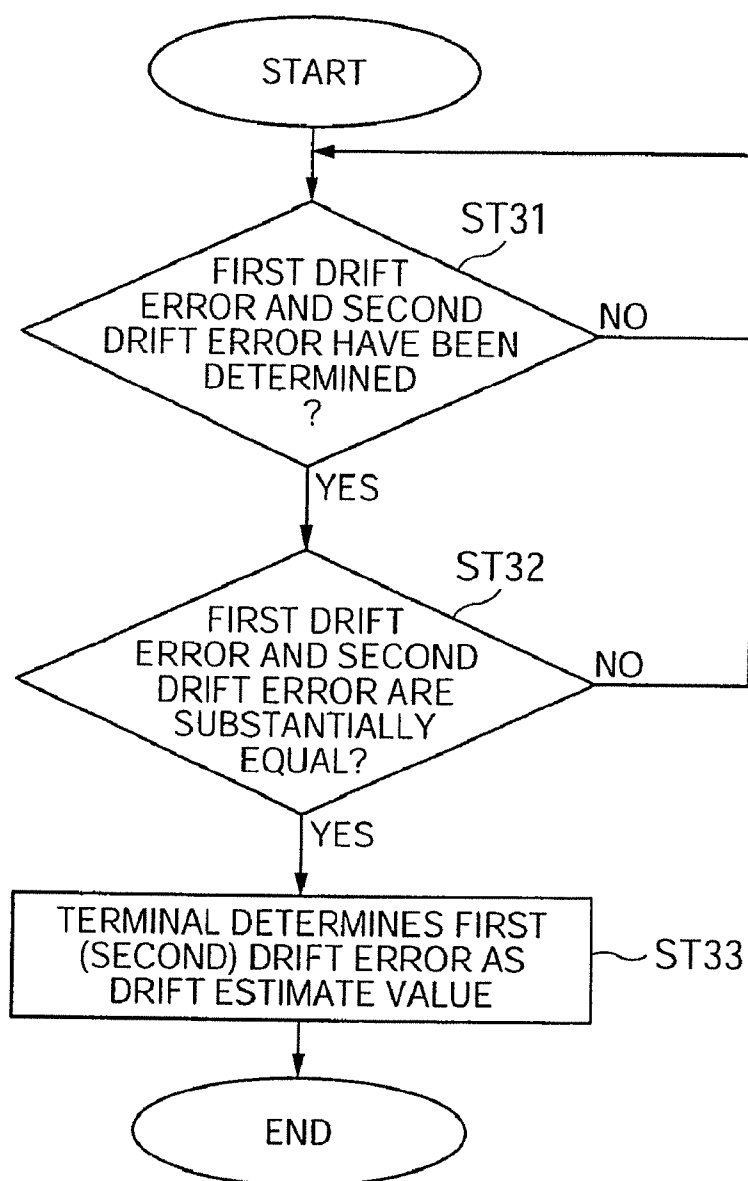 START
ST31
FIRST DRIFT
ERROR AND SECOND
DRIFT ERROR HAVE BEEN
DETERMINED
?
NO
YES
ST32
FIRST DRIFT
ERROR AND SECOND
DRIFT ERROR ARE
SUBSTANTIALLY
EQUAL?
NO
YES
TERMINAL DETERMINES FIRST
(SECOND) DRIFT ERROR AS
DRIFT ESTIMATE VALUE
ST33
END